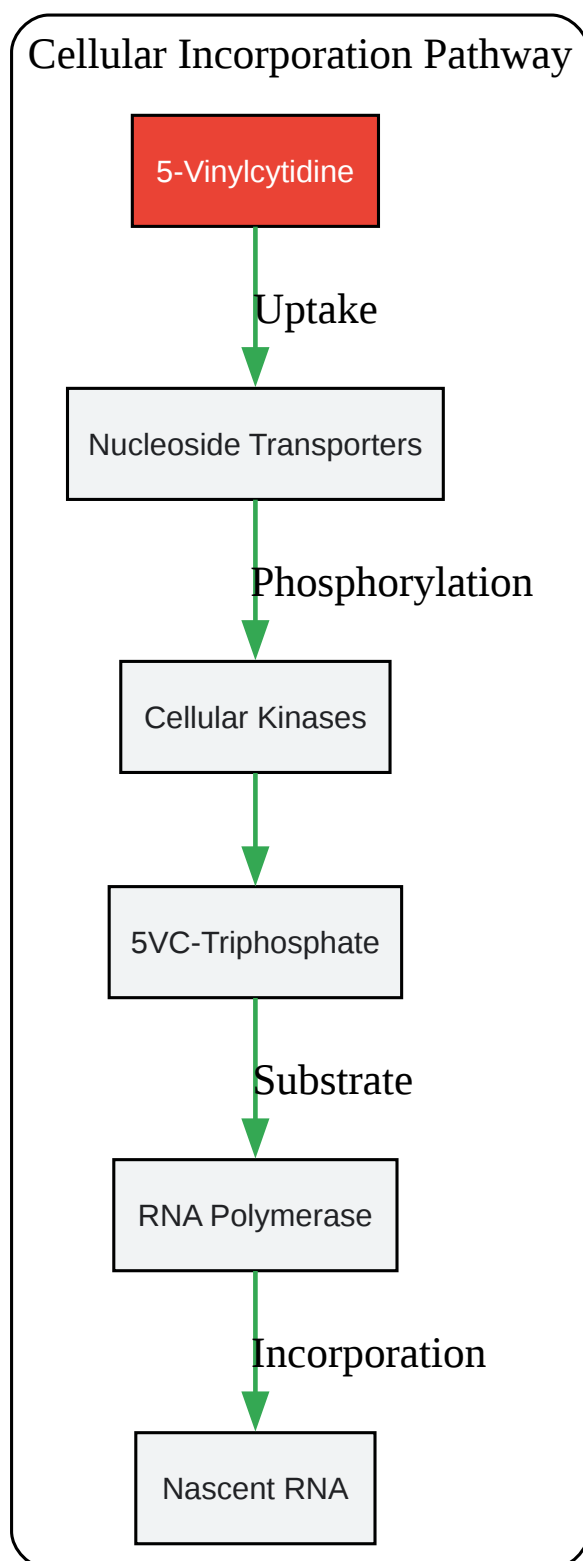 Cellular Incorporation Pathway
5-Vinylcytidine
Uptake
Nucleoside Transporters
Phosphorylation
Cellular Kinases
5VC-Triphosphate
Substrate
RNA Polymerase
Incorporation
Nascent RNA